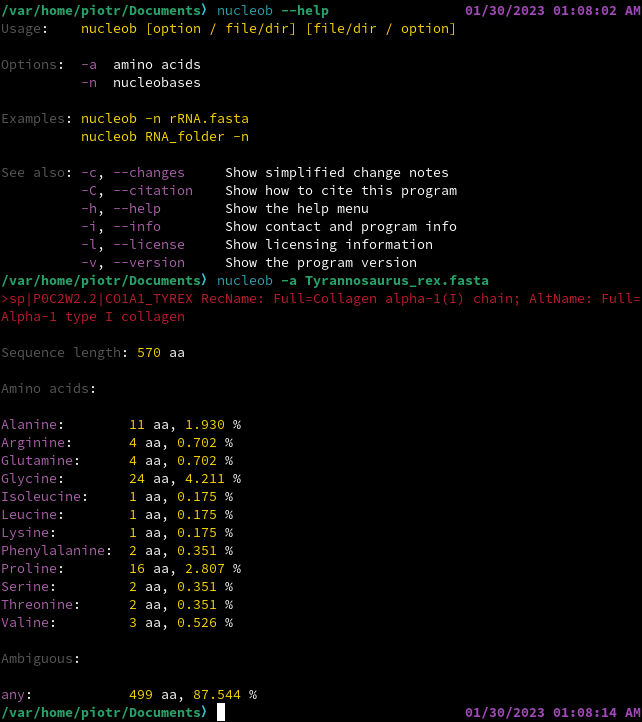 /var/home/piotr/Documents⟩ nucleob --help 01/30/2023 01:08:02 AM
Usage: nucleob [option / file/dir] [file/dir / option]
Options: -a amino acids
-n nucleobases
Examples: nucleob -n rRNA.fasta
nucleob RNA_folder -n
See also: -c, --changes Show simplified change notes
-C, --citation Show how to cite this program
-h, --help Show the help menu
-i, --info Show contact and program info
-l, --license Show licensing information
-v, --version Show the program version
/var/home/piotr/Documents⟩ nucleob -a Tyrannosaurus_rex.fasta
>sp|P0C2W2.2|CO1A1_TYREX RecName: Full=Collagen alpha-1(I) chain; AltName: Full=
Alpha-1 type I collagen
Sequence length: 570 aa
Amino acids:
Alanine: 11 aa, 1.930 %
Arginine: 4 aa, 0.702 %
Glutamine: 4 aa, 0.702 %
Glycine: 24 aa, 4.211 %
Isoleucine: 1 aa, 0.175 %
Leucine: 1 aa, 0.175 %
Lysine: 1 aa, 0.175 %
Phenylalanine: 2 aa, 0.351 %
Proline: 16 aa, 2.807 %
Serine: 2 aa, 0.351 %
Threonine: 2 aa, 0.351 %
Valine: 3 aa, 0.526 %
Ambiguous:
any: 499 aa, 87.544 %
/var/home/piotr/Documents⟩ 01/30/2023 01:08:14 AM